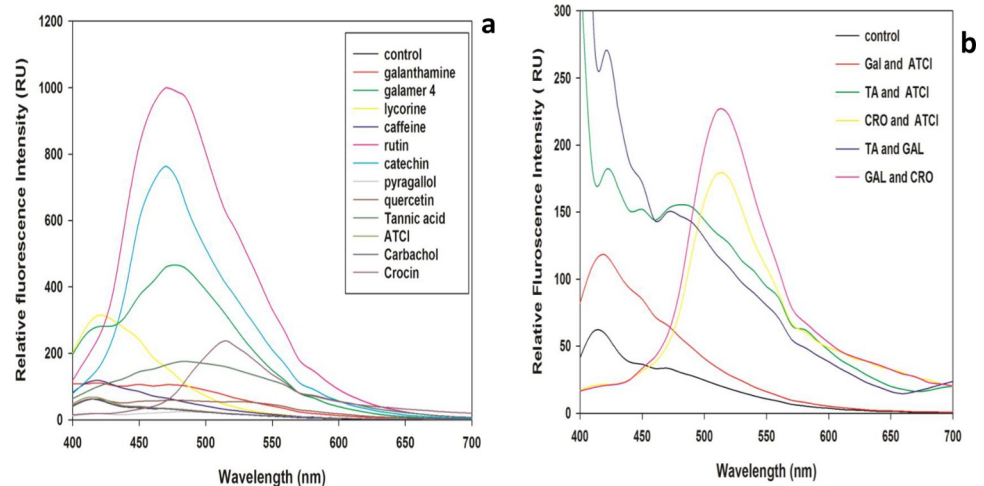 a
Relative fluorescence Intensity (RU)
1200
1000
800
600
400
200
0
400
450
500
550
600
650
700
Wavelength (nm)
control
galanthamine
galamer 4
lycorine
caffeine
rutin
catechin
pyragallol
quercetin
Tannic acid
ATCI
Carbachol
Crocin
b
Relative Fluroscence Intensity ( RU)
300
250
200
150
100
50
0
400
450
500
550
600
650
700
Wavelength (nm)
control
Gal and ATCI
TA and ATCI
CRO and ATCI
TA and GAL
GAL and CRO